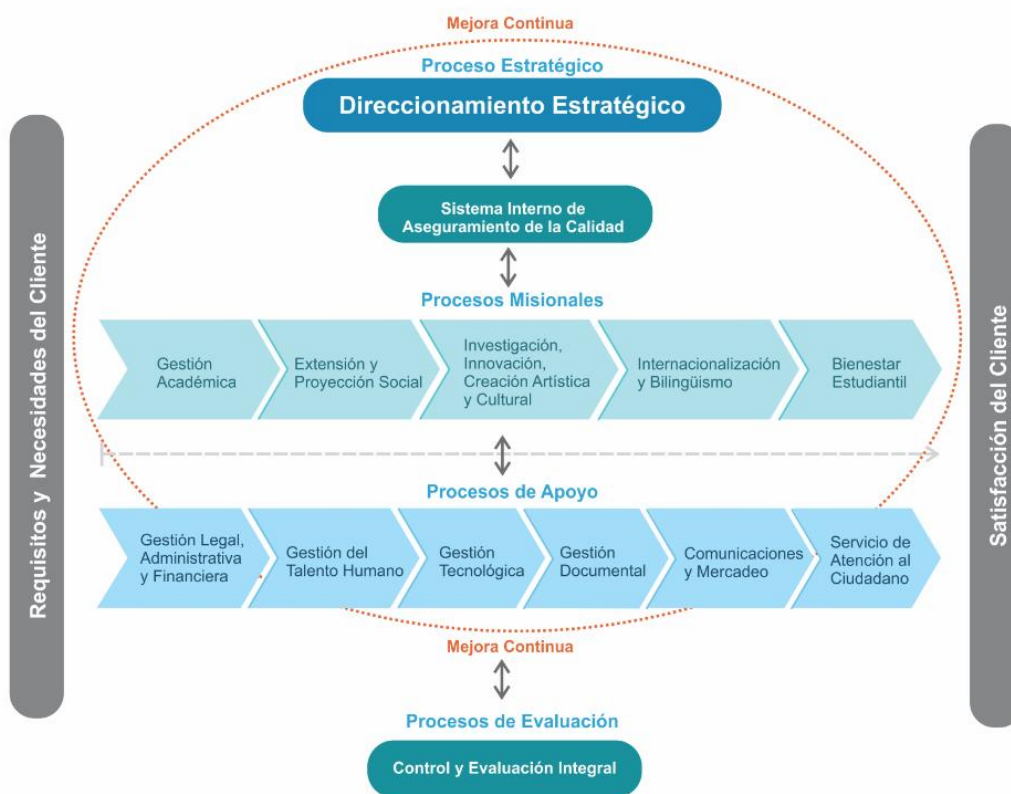 Mejora Continua
Proceso Estratégico
Direccionamiento Estratégico
Sistema Interno de
Aseguramiento de la Calidad
Requisitos y Necesidades del Cliente
Procesos Misionales
Gestión
Académica
Extensión y
Proyección Social
Investigación,
Innovación,
Creación Artística
y Cultural
Internacionalización
y Bilingüismo
Bienestar
Estudiantil
Satisfacción del Cliente
Procesos de Apoyo
Gestión Legal,
Administrativa
y Financiera
Gestión del
Talento Humano
Gestión
Tecnológica
Gestión
Documental
Comunicaciones
y Mercadeo
Servicio de
Atención al
Ciudadano
Mejora Continua
Procesos de Evaluación
Control y Evaluación Integral